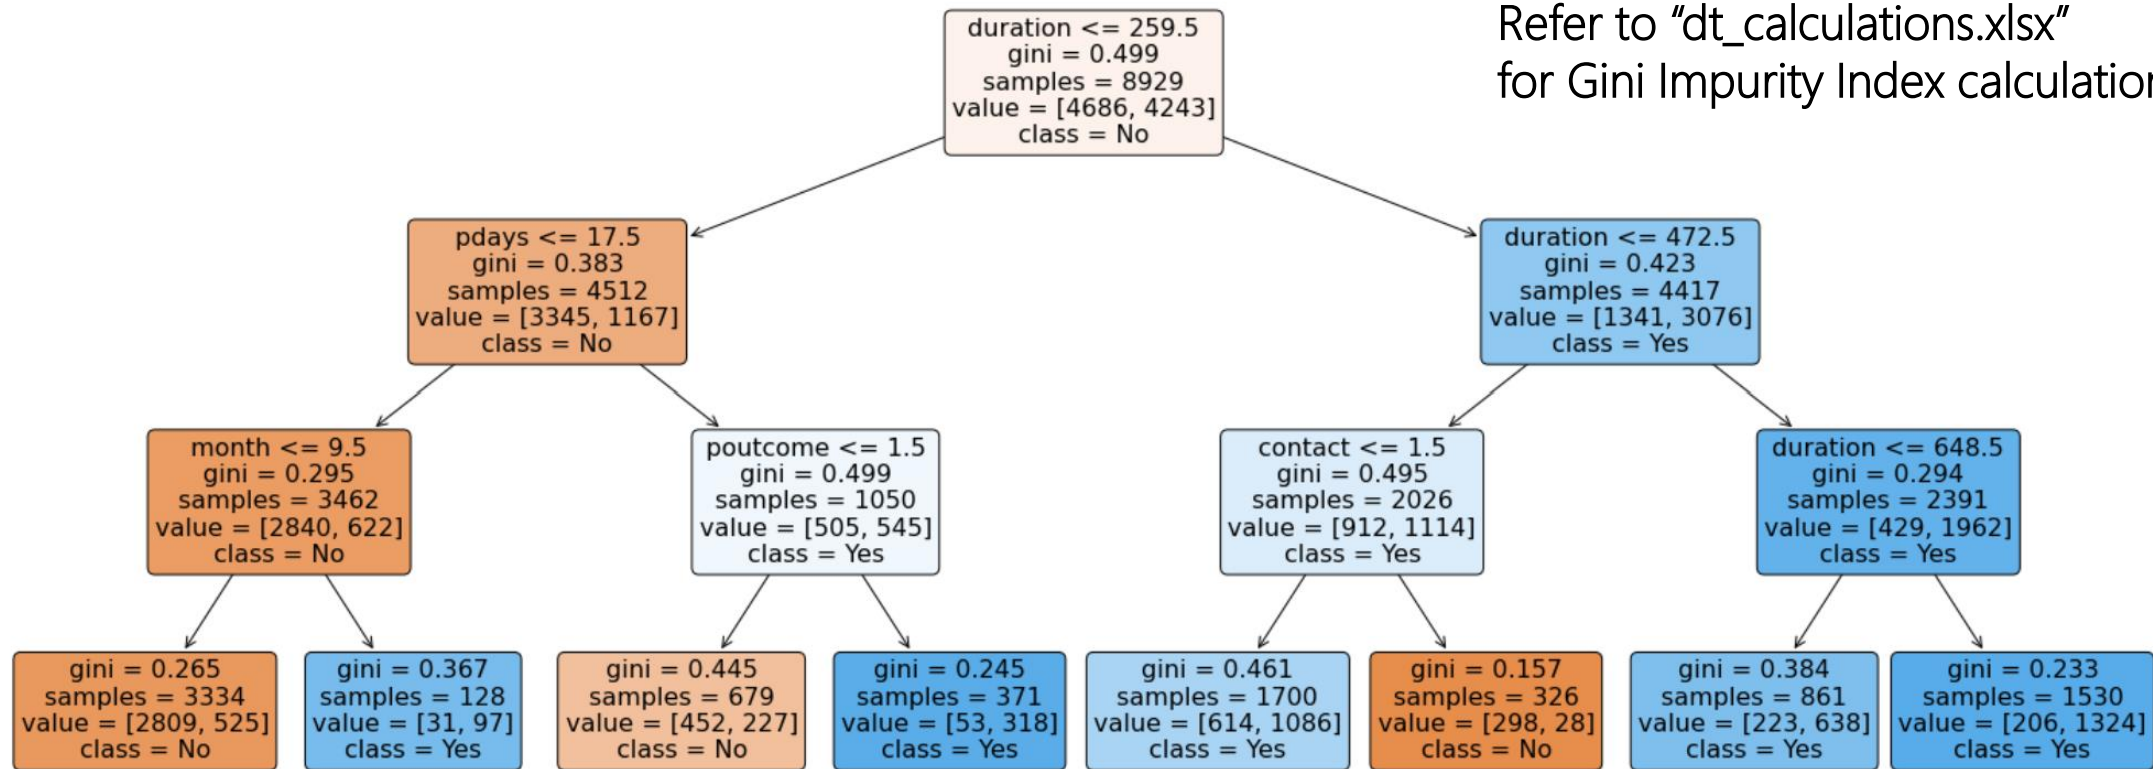 Refer to “dt_calculations.xlsx”
for Gini Impurity Index calculation
duration <= 259.5
gini = 0.499
samples = 8929
value = [4686, 4243]
class = No
pdays <= 17.5
gini = 0.383
samples = 4512
value = [3345, 1167]
class = No
duration <= 472.5
gini = 0.423
samples = 4417
value = [1341, 3076]
class = Yes
month <= 9.5
gini = 0.295
samples = 3462
value = [2840, 622]
class = No
poutcome <= 1.5
gini = 0.499
samples = 1050
value = [505, 545]
class = Yes
contact <= 1.5
gini = 0.495
samples = 2026
value = [912, 1114]
class = Yes
duration <= 648.5
gini = 0.294
samples = 2391
value = [429, 1962]
class = Yes
gini = 0.265
samples = 3334
value = [2809, 525]
class = No
gini = 0.367
samples = 128
value = [31, 97]
class = Yes
gini = 0.445
samples = 679
value = [452, 227]
class = No
gini = 0.245
samples = 371
value = [53, 318]
class = Yes
gini = 0.461
samples = 1700
value = [614, 1086]
class = Yes
gini = 0.157
samples = 326
value = [298, 28]
class = No
gini = 0.384
samples = 861
value = [223, 638]
class = Yes
gini = 0.233
samples = 1530
value = [206, 1324]
class = Yes